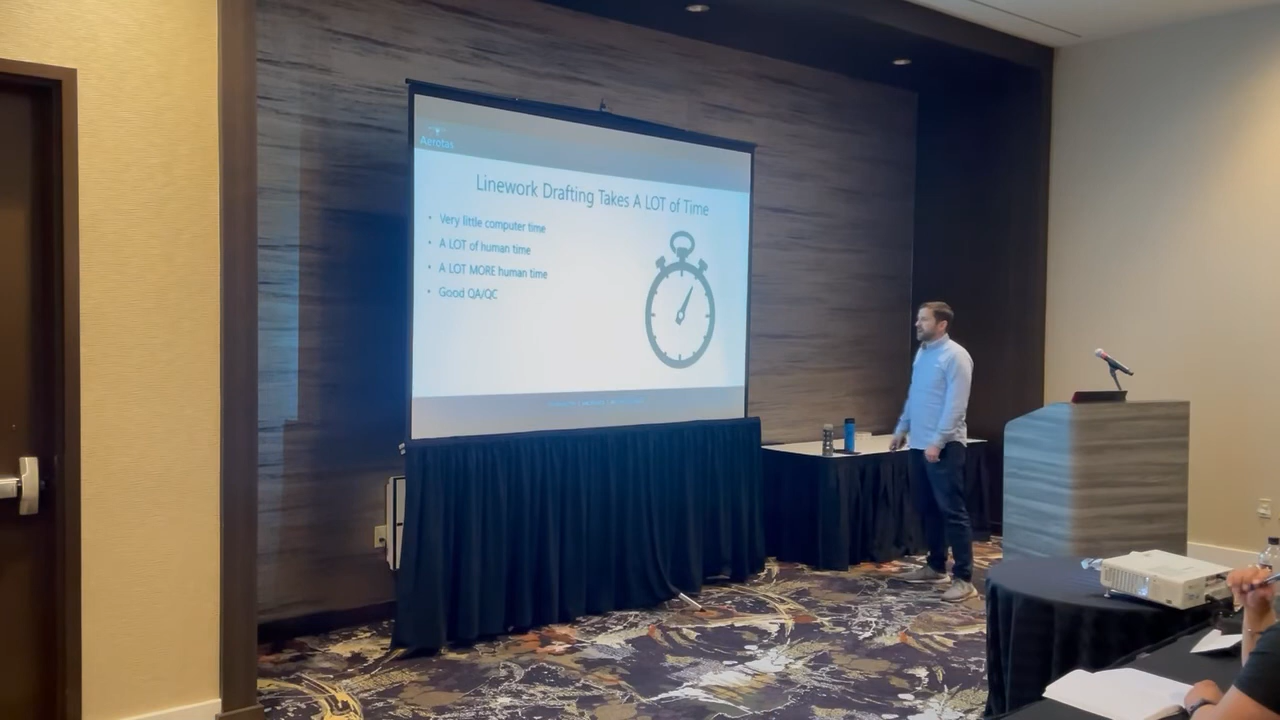 Aerotas
Linework Drafting Takes A LOT of Time
• Very little computer time
• A LOT of human time
• A LOT MORE human time
• Good QA/QC